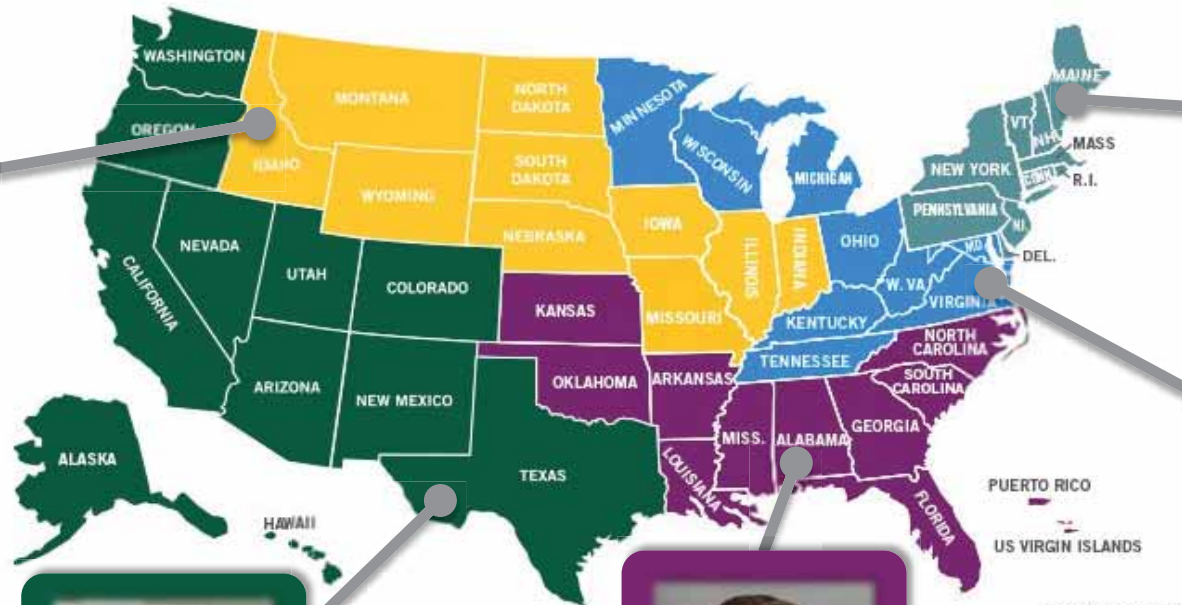 WASHINGTON
OREGON
CALIFORNIA
NEVADA
IDAHO
MONTANA
WYOMING
UTAH
COLORADO
ARIZONA
NEW MEXICO
NORTH
DAKOTA
SOUTH
DAKOTA
NEBRASKA
KANSAS
OKLAHOMA
TEXAS
MINNESOTA
IOWA
MISSOURI
ARKANSAS
LOUISIANA
WISCONSIN
ILLINOIS
MICHIGAN
INDIANA
OHIO
KENTUCKY
TENNESSEE
MISS.
ALABAMA
GEORGIA
FLORIDA
SOUTH
CAROLINA
NORTH
CAROLINA
VIRGINIA
W. VA
MD.
DEL.
PENNSYLVANIA
NJ.
NEW YORK
CONN.
R.I.
MASS
VT
NH
MAINE
ALASKA
HAWAII
PUERTO RICO
US VIRGIN ISLANDS